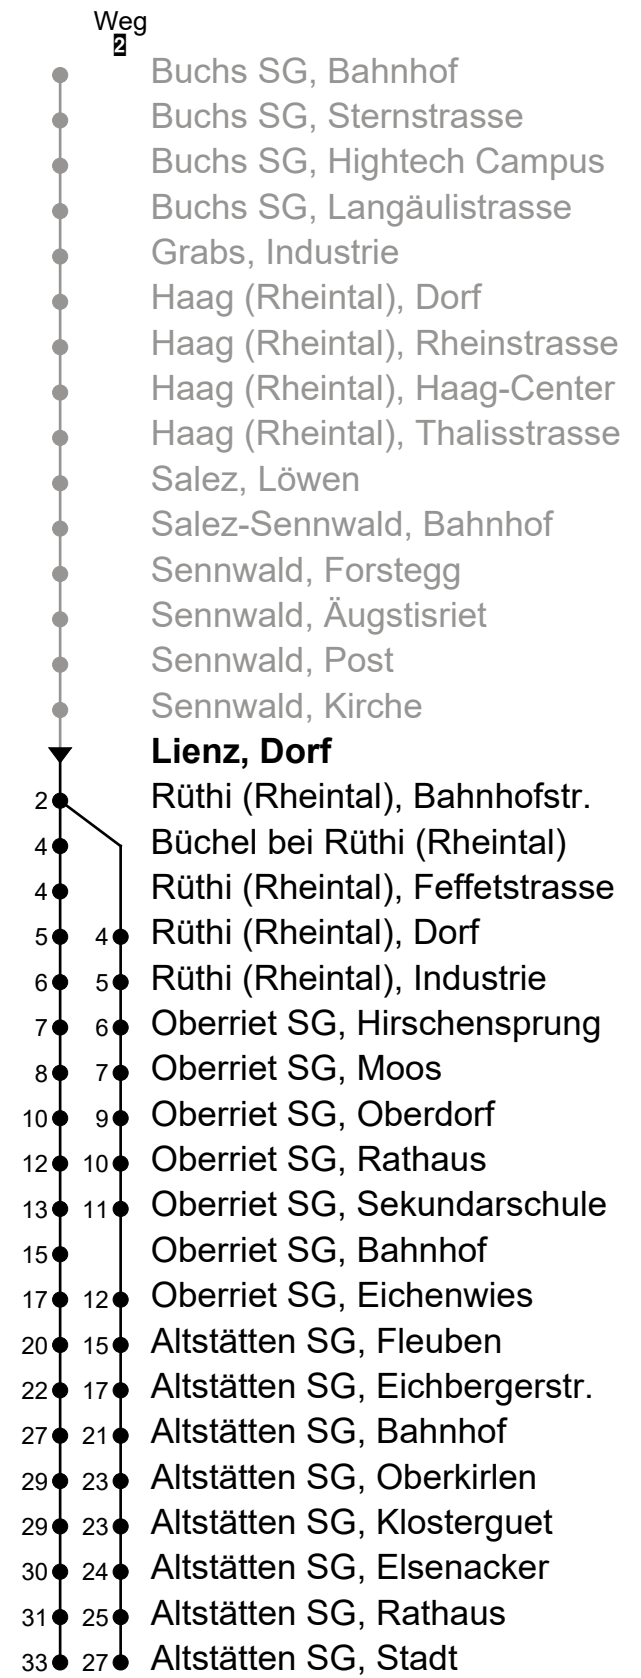 Weg
2
Buchs SG, Bahnhof
Buchs SG, Sternstrasse
Buchs SG, Hightech Campus
Buchs SG, Langäulistrasse
Grabs, Industrie
Haag (Rheintal), Dorf
Haag (Rheintal), Rheinstrasse
Haag (Rheintal), Haag-Center
Haag (Rheintal), Thalisstrasse
Salez, Löwen
Salez-Sennwald, Bahnhof
Sennwald, Forstegg
Sennwald, Äugstisriet
Sennwald, Post
Sennwald, Kirche
Lienz, Dorf
2 Rüthi (Rheintal), Bahnhofstr.
4 Büchel bei Rüthi (Rheintal)
4 Rüthi (Rheintal), Feffetstrasse
5 4 Rüthi (Rheintal), Dorf
6 5 Rüthi (Rheintal), Industrie
7 6 Oberriet SG, Hirschensprung
8 7 Oberriet SG, Moos
10 9 Oberriet SG, Oberdorf
12 10 Oberriet SG, Rathaus
13 11 Oberriet SG, Sekundarschule
15 Oberriet SG, Bahnhof
17 12 Oberriet SG, Eichenwies
20 15 Altstätten SG, Fleuben
22 17 Altstätten SG, Eichbergerstr.
27 21 Altstätten SG, Bahnhof
29 23 Altstätten SG, Oberkirlen
29 23 Altstätten SG, Klosterguet
30 24 Altstätten SG, Elsenacker
31 25 Altstätten SG, Rathaus
33 27 Altstätten SG, Stadt